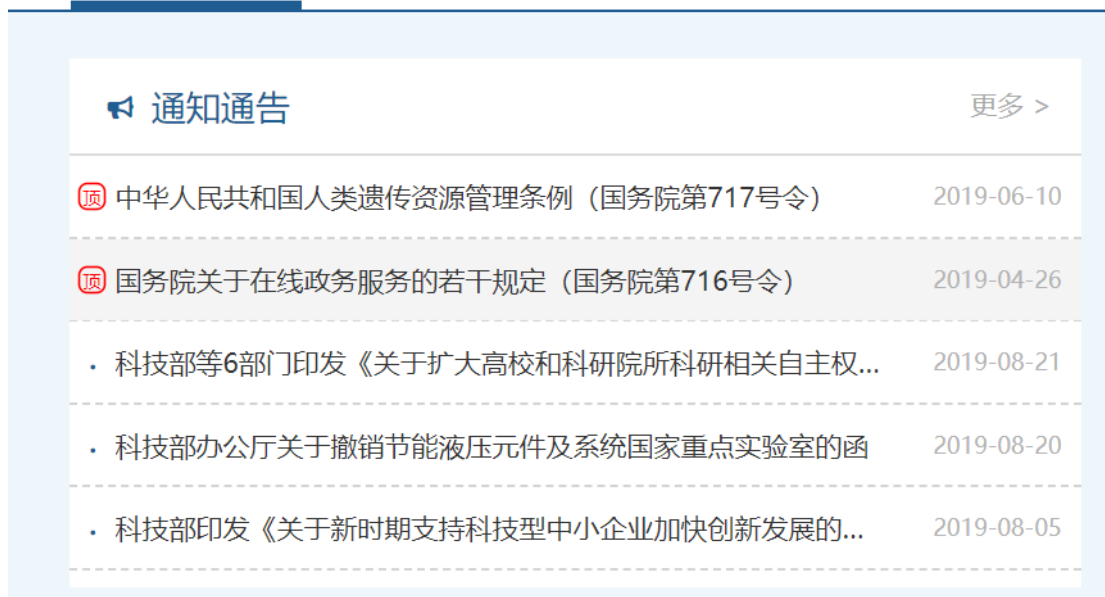 通知通告 更多 >
顶 中华人民共和国人类遗传资源管理条例（国务院第717号令） 2019-06-10
顶 国务院关于在线政务服务的若干规定（国务院第716号令） 2019-04-26
· 科技部等6部门印发《关于扩大高校和科研院所科研相关自主权... 2019-08-21
· 科技部办公厅关于撤销节能液压元件及系统国家重点实验室的函 2019-08-20
· 科技部印发《关于新时期支持科技型中小企业加快创新发展的... 2019-08-05